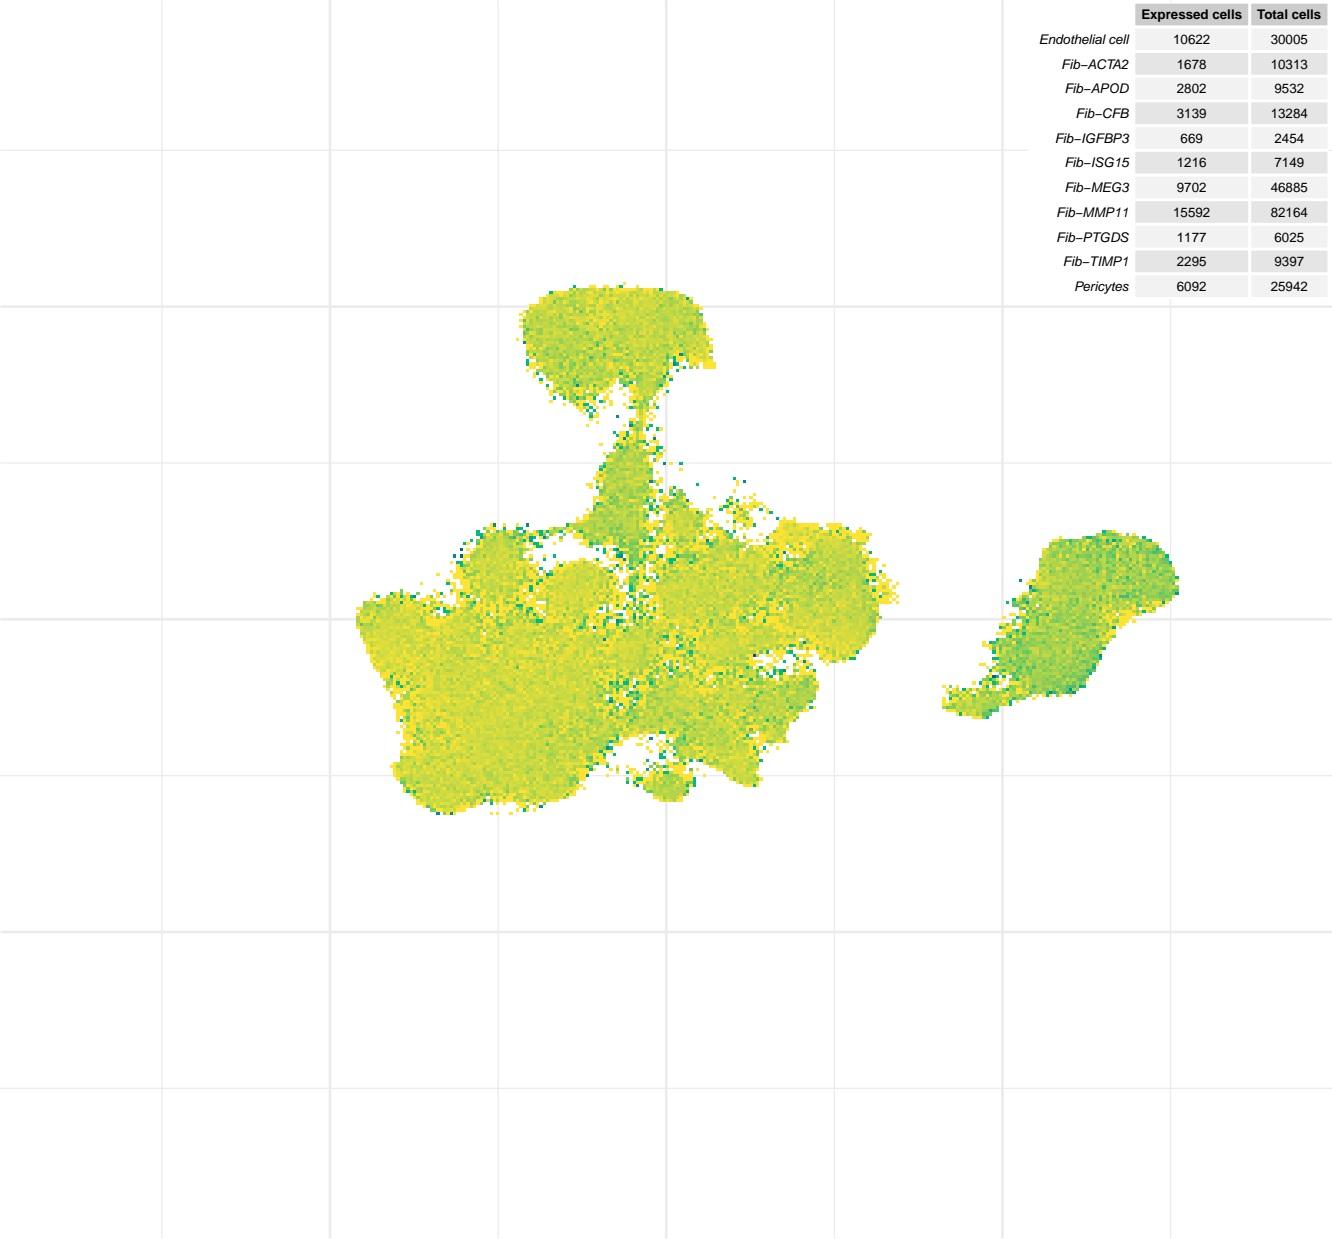 Expressed cells Total cells
Endothelial cell 10622 30005
Fib−ACTA2 1678 10313
Fib−APOD 2802 9532
Fib−CFB 3139 13284
Fib−IGFBP3 669 2454
Fib−ISG15 1216 7149
Fib−MEG3 9702 46885
Fib−MMP11 15592 82164
Fib−PTGDS 1177 6025
Fib−TIMP1 2295 9397
Pericytes 6092 25942